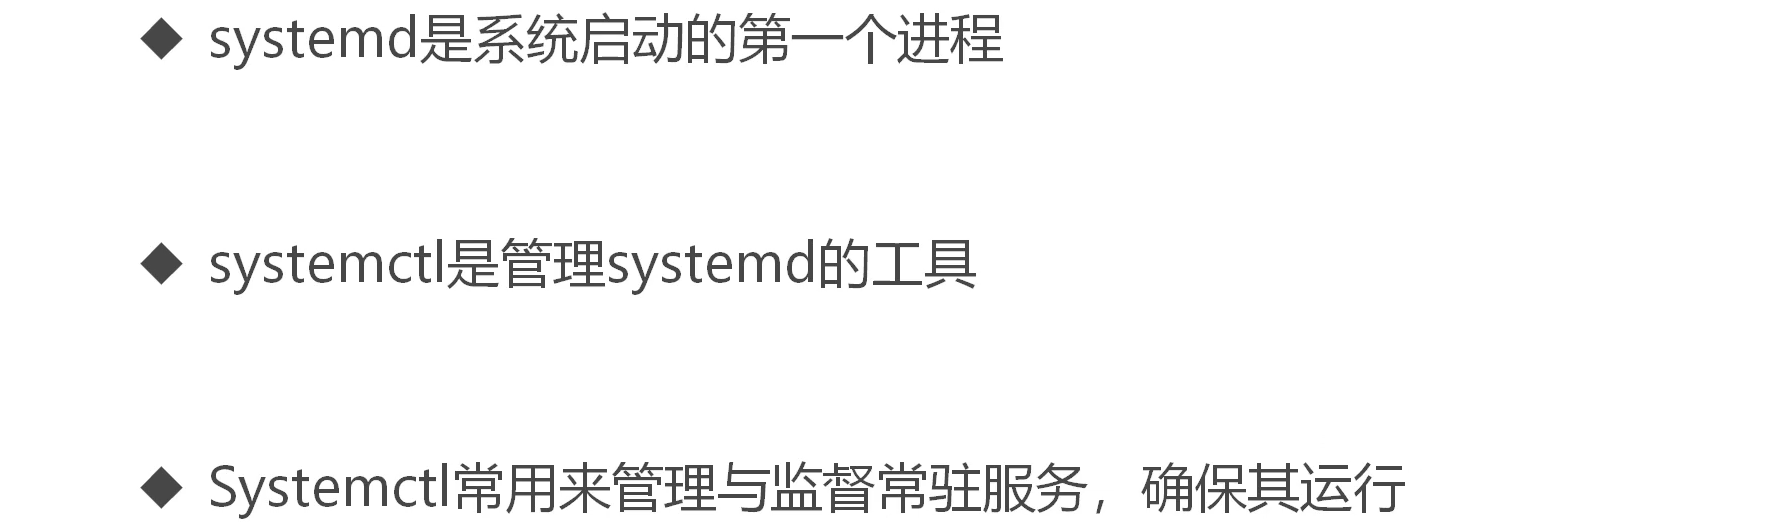 ◆ systemd是系统启动的第一个进程
◆ systemctl是管理systemd的工具
◆ Systemctl常用来管理与监督常驻服务，确保其运行